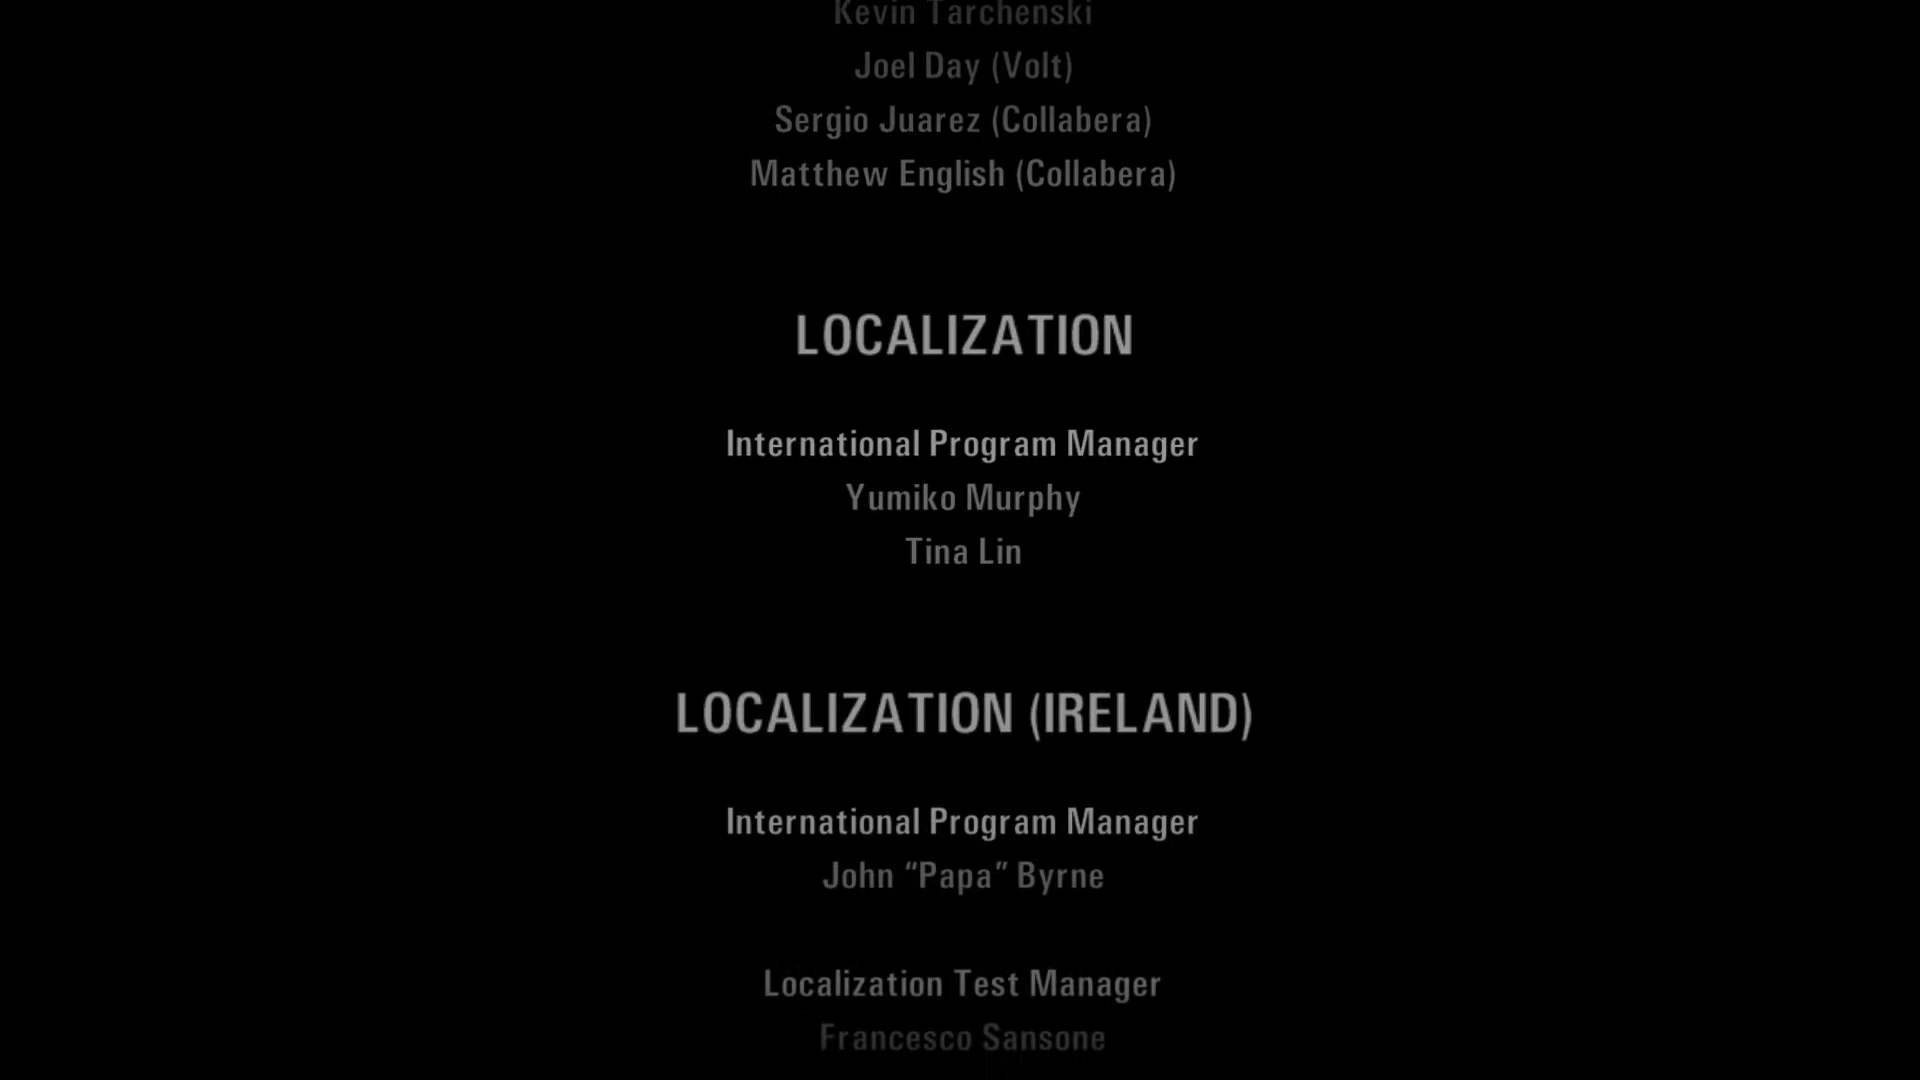 Kevin Tarchenski
Joel Day (Volt)
Sergio Juarez (Collabera)
Matthew English (Collabera)
LOCALIZATION
International Program Manager
Yumiko Murphy
Tina Lin
LOCALIZATION (IRELAND)
International Program Manager
John “Papa” Byrne
Localization Test Manager
Francesco Sansone